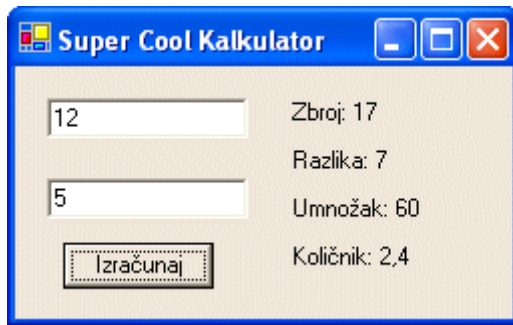 Super Cool Kalkulator
12
5
Izračunaj
Zbroj: 17
Razlika: 7
Umnožak: 60
Količnik: 2,4